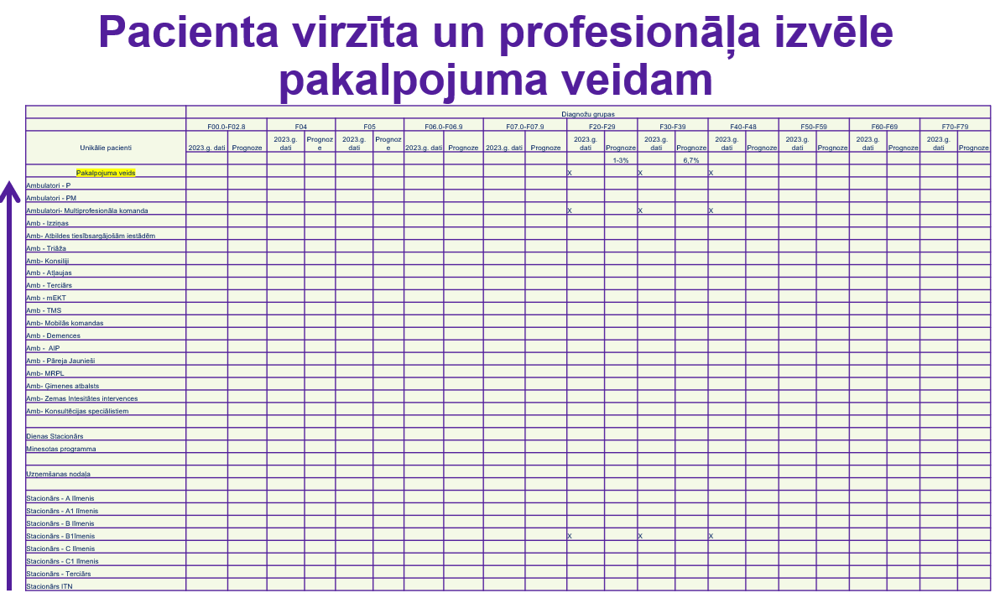 Pacienta virzīta un profesionāļa izvēle
pakalpojuma veidam
Diagnožu grupas
F00.0-F02.8 F04 F05 F06.0-F06.9 F07.0-F07.9 F20-F29 F30-F39 F40-F48 F50-F59 F60-F69 F70-F79
Unikālie pacienti 2023.g. dati Prognoze 2023.g. dati Prognoz e 2023.g. dati Prognoz e 2023.g. dati Prognoze 2023.g. dati Prognoze 2023.g. dati Prognoze 2023.g. dati Prognoze 2023.g. dati Prognoze 2023.g. dati Prognoze 2023.g. dati Prognoze 2023.g. dati Prognoze
1-3% 6,7%
Pakalpojuma veids X X X
Ambulatori - P
Ambulatori - PM
Ambulatori- Multiprofesionāla komanda X X X
Amb - Izziņas
Amb- Atbildes tiesībsargājošām iestādēm
Amb - Triāža
Amb- Konsiliji
Amb - Atļaujas
Amb - Terciārs
Amb - mEKT
Amb - TMS
Amb- Mobilās komandas
Amb - Demences
Amb - AIP
Amb - Pāreja Jaunieši
Amb- MRPL
Amb- Ģimenes atbalsts
Amb- Zemas Intesitātes intervences
Amb- Konsultēcijas speciālistiem
Dienas Stacionārs
Minesotas programma
Uzņemšanas nodaļa
Stacionārs - A līmenis
Stacionārs - A1 līmenis
Stacionārs - B līmenis
Stacionārs - B1līmenis X X X
Stacionārs - C līmenis
Stacionārs - C1 līmenis
Stacionārs - Terciārs
Stacionārs ITN